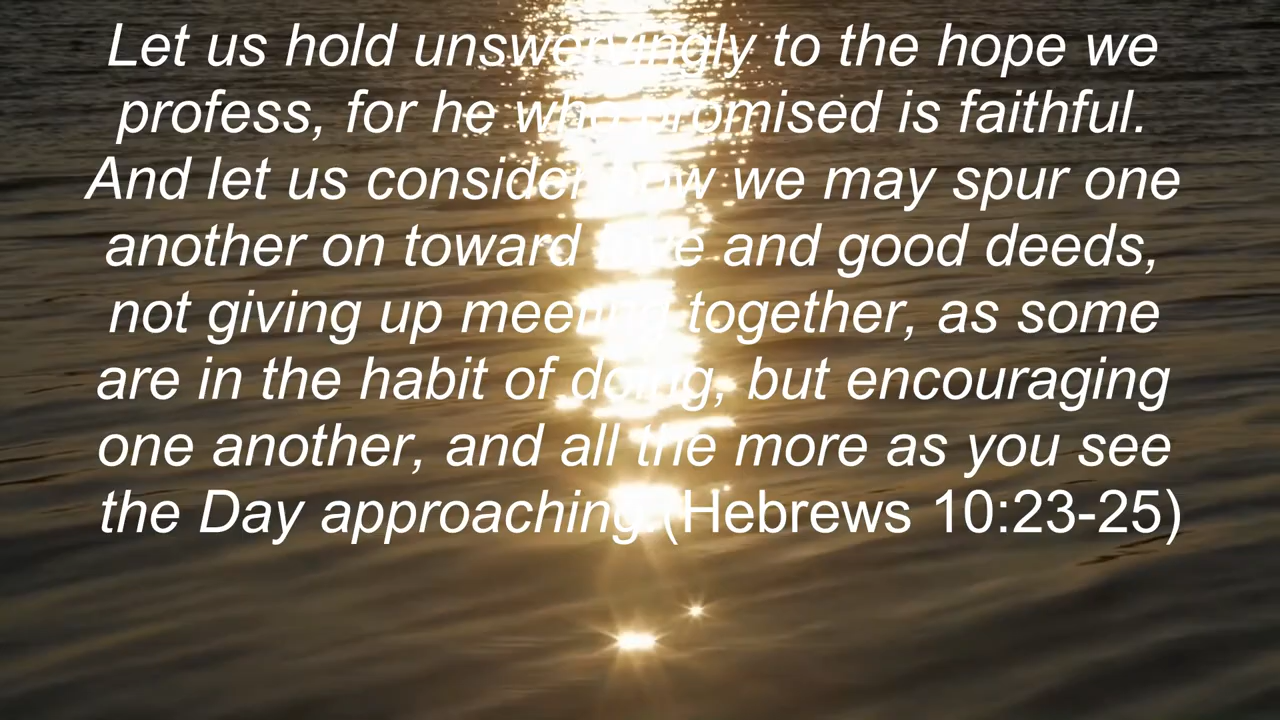 Let us hold unswervingly to the hope we
profess, for he who promised is faithful.
And let us consider how we may spur one
another on toward love and good deeds,
not giving up meeting together, as some
are in the habit of doing, but encouraging
one another, and all the more as you see
the Day approaching.(Hebrews 10:23-25)